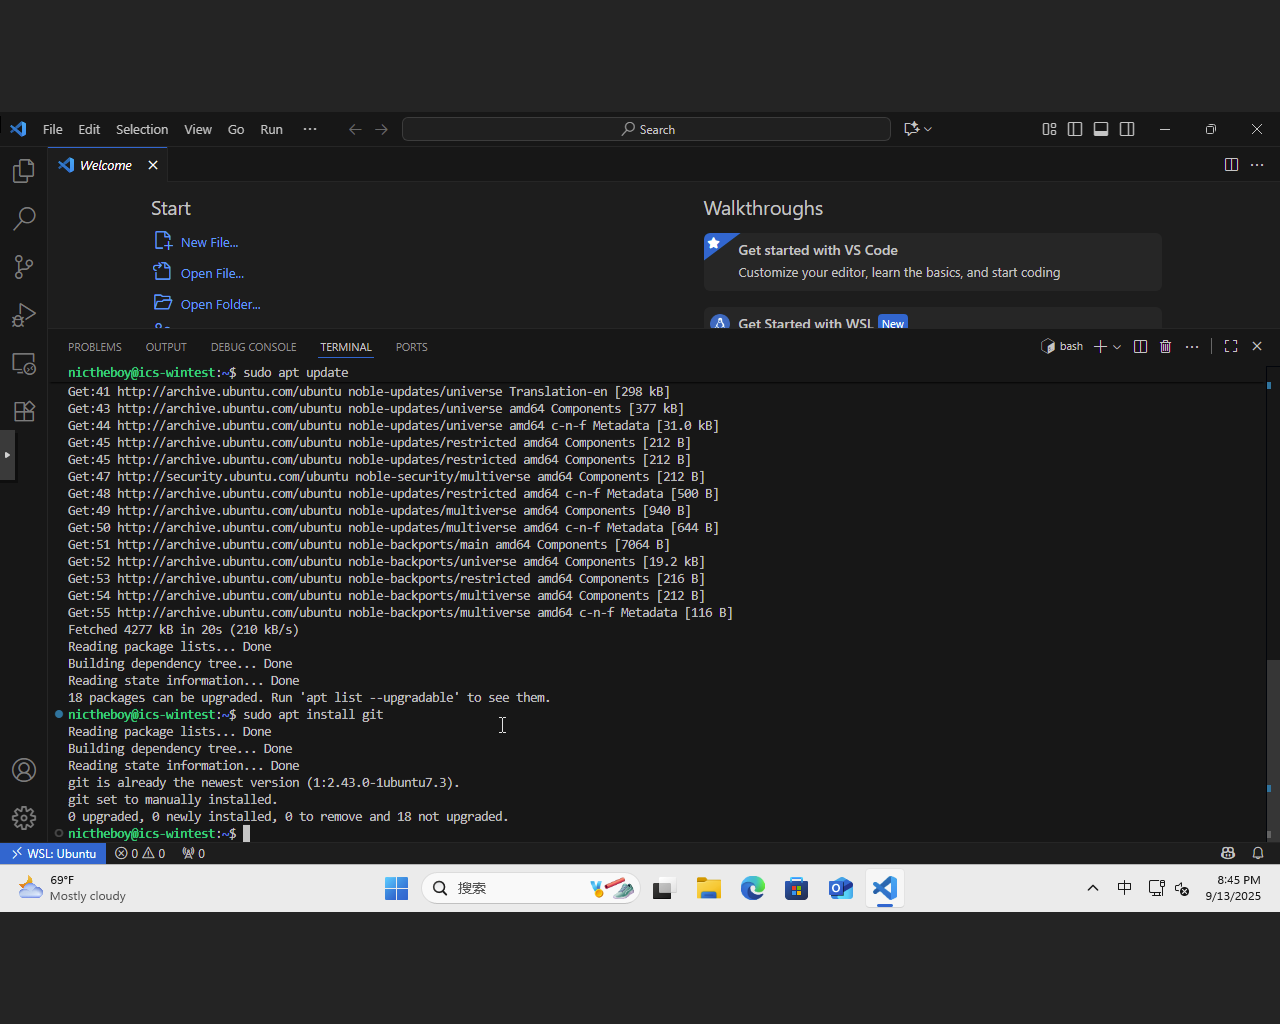 File Edit Selection View Go Run ··· Search
Welcome
Start
New File...
Open File...
Open Folder...
Walkthroughs
Get started with VS Code
Customize your editor, learn the basics, and start coding
Get Started with WSL New
PROBLEMS OUTPUT DEBUG CONSOLE TERMINAL PORTS bash
nictheboy@ics-wintest:~$ sudo apt update
Get:41 http://archive.ubuntu.com/ubuntu noble-updates/universe Translation-en [298 kB]
Get:43 http://archive.ubuntu.com/ubuntu noble-updates/universe amd64 Components [377 kB]
Get:44 http://archive.ubuntu.com/ubuntu noble-updates/universe amd64 c-n-f Metadata [31.0 kB]
Get:45 http://archive.ubuntu.com/ubuntu noble-updates/restricted amd64 Components [212 B]
Get:45 http://archive.ubuntu.com/ubuntu noble-updates/restricted amd64 Components [212 B]
Get:47 http://security.ubuntu.com/ubuntu noble-security/multiverse amd64 Components [212 B]
Get:48 http://archive.ubuntu.com/ubuntu noble-updates/restricted amd64 c-n-f Metadata [500 B]
Get:49 http://archive.ubuntu.com/ubuntu noble-updates/multiverse amd64 Components [940 B]
Get:50 http://archive.ubuntu.com/ubuntu noble-updates/multiverse amd64 c-n-f Metadata [644 B]
Get:51 http://archive.ubuntu.com/ubuntu noble-backports/main amd64 Components [7064 B]
Get:52 http://archive.ubuntu.com/ubuntu noble-backports/universe amd64 Components [19.2 kB]
Get:53 http://archive.ubuntu.com/ubuntu noble-backports/restricted amd64 Components [216 B]
Get:54 http://archive.ubuntu.com/ubuntu noble-backports/multiverse amd64 Components [212 B]
Get:55 http://archive.ubuntu.com/ubuntu noble-backports/multiverse amd64 c-n-f Metadata [116 B]
Fetched 4277 kB in 20s (210 kB/s)
Reading package lists... Done
Building dependency tree... Done
Reading state information... Done
18 packages can be upgraded. Run 'apt list --upgradable' to see them.
nictheboy@ics-wintest:~$ sudo apt install git
Reading package lists... Done
Building dependency tree... Done
Reading state information... Done
git is already the newest version (1:2.43.0-1ubuntu7.3).
git set to manually installed.
0 upgraded, 0 newly installed, 0 to remove and 18 not upgraded.
nictheboy@ics-wintest:~$
WSL: Ubuntu 0 0 0
69°F
Mostly cloudy
搜索
中
8:45 PM
9/13/2025